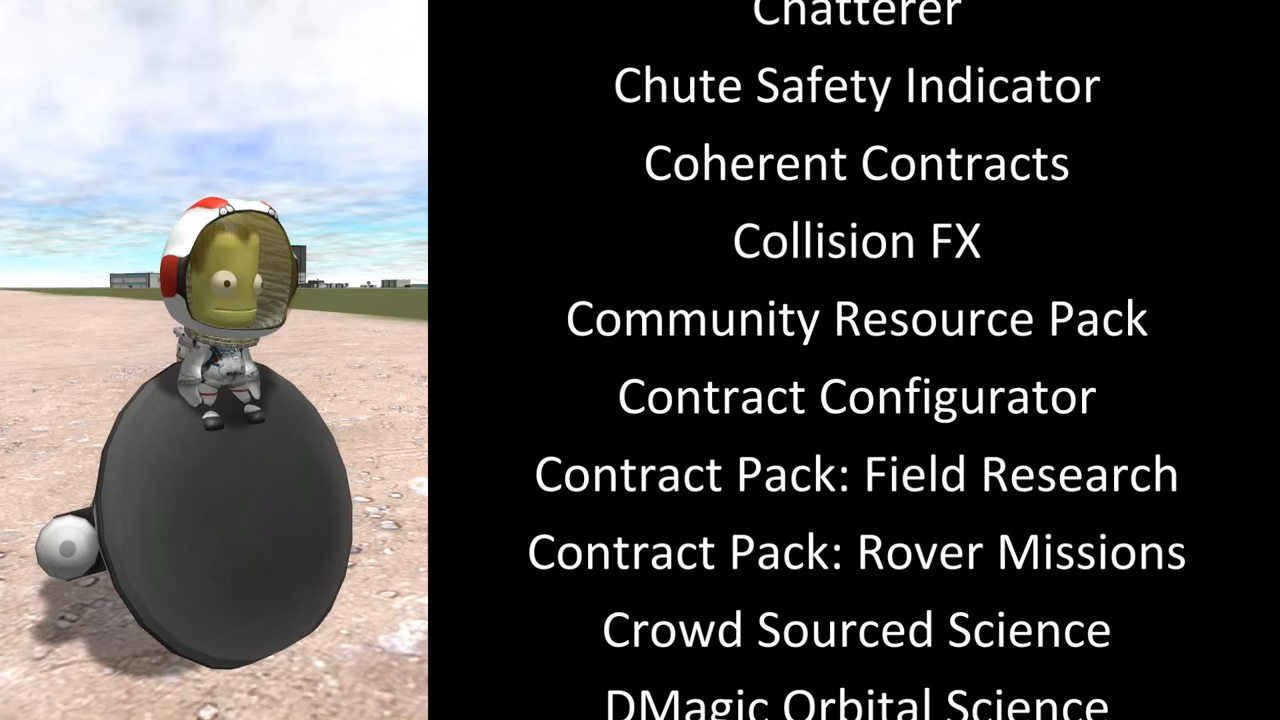 Chatterer
Chute Safety Indicator
Coherent Contracts
Collision FX
Community Resource Pack
Contract Configurator
Contract Pack: Field Research
Contract Pack: Rover Missions
Crowd Sourced Science
DMagic Orbital Science